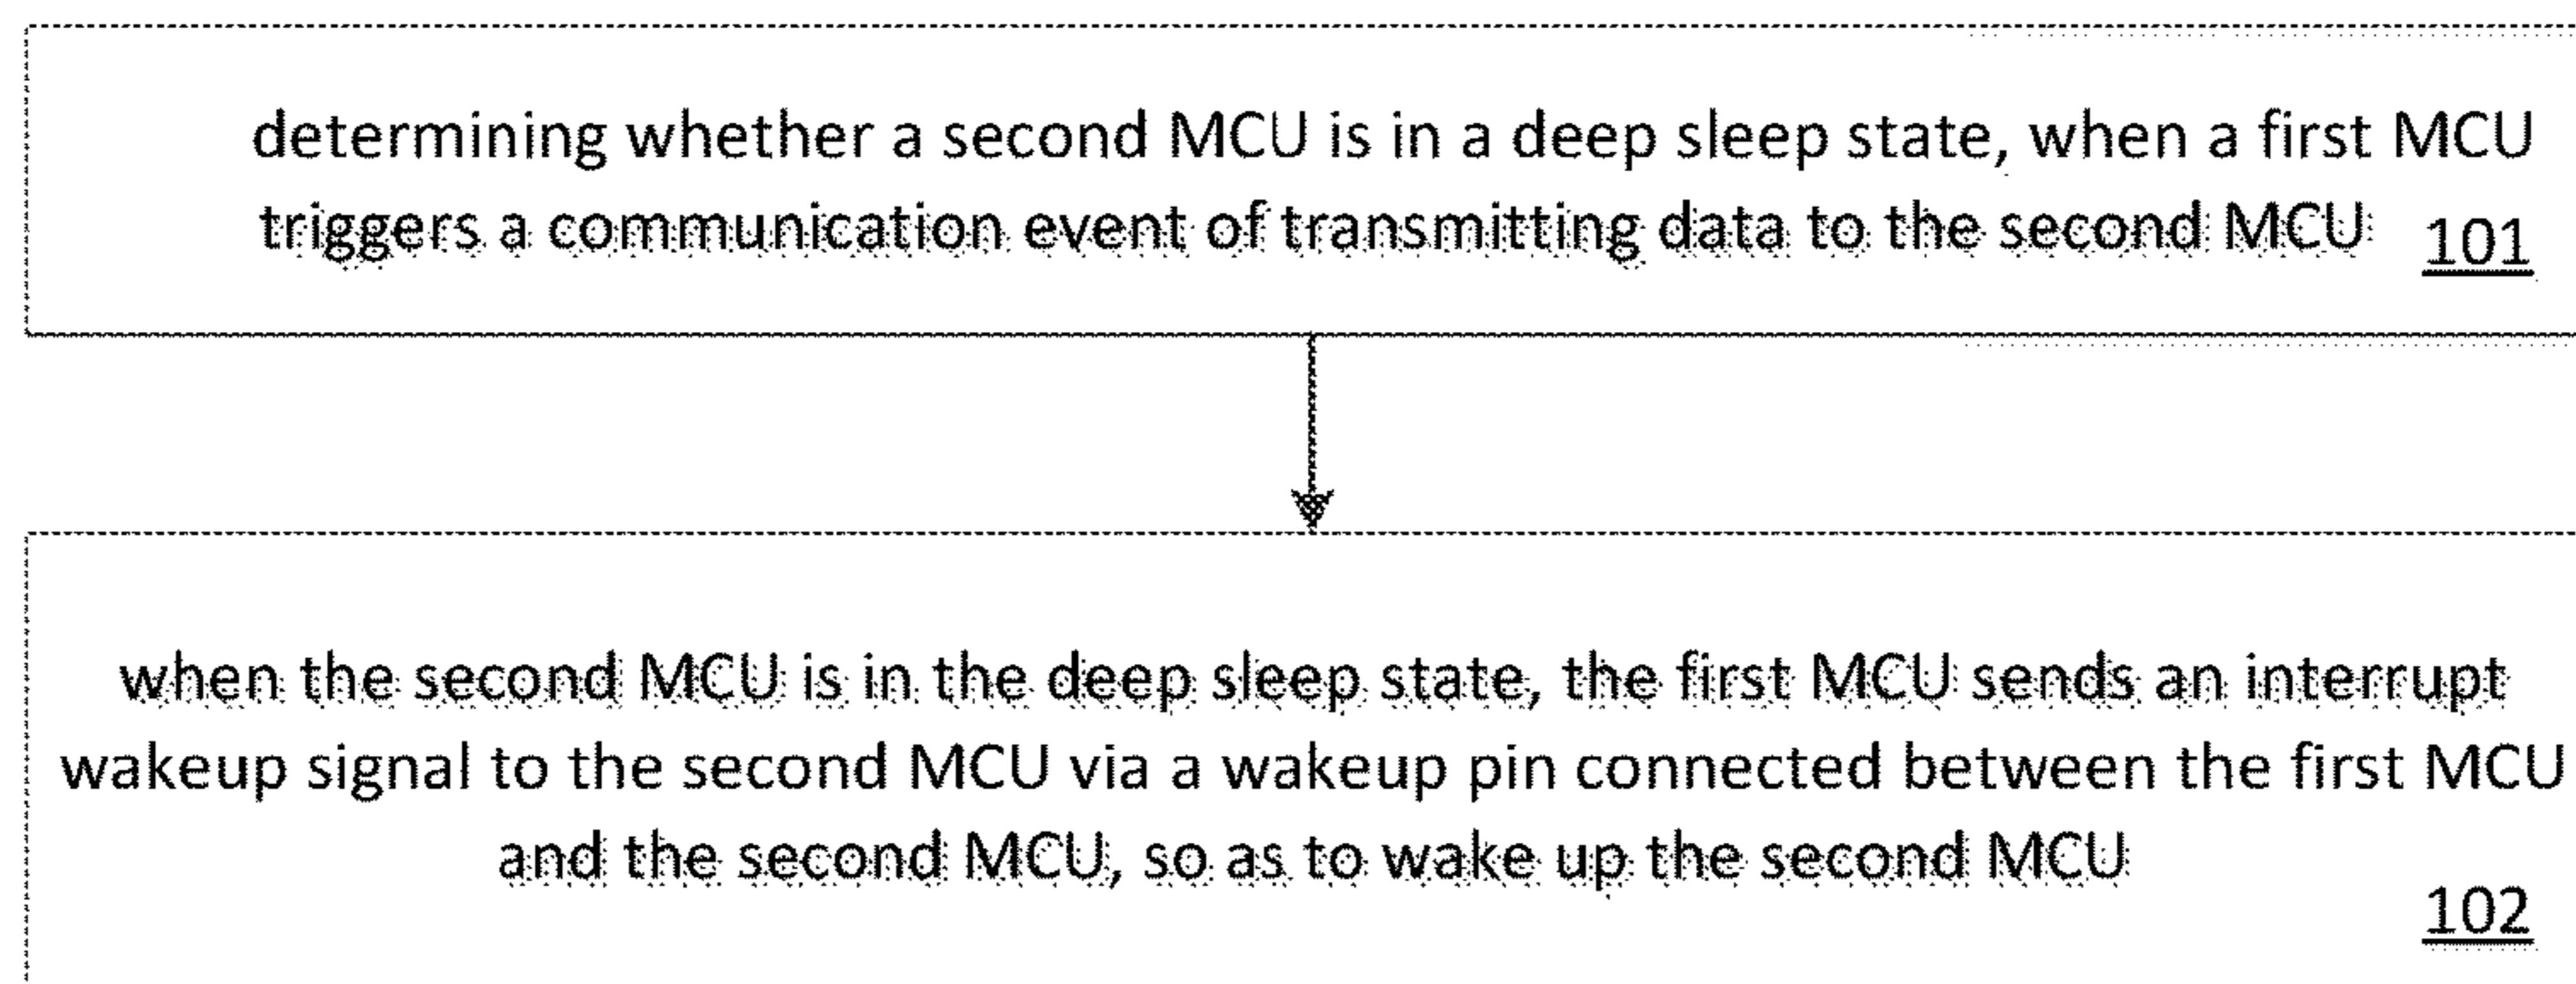 determining whether a second MCU is in a deep sleep state, when a first MCU
triggers a communication event of transmitting data to the second MCU 101
when the second MCU is in the deep sleep state, the first MCU sends an interrupt
wakeup signal to the second MCU via a wakeup pin connected between the first MCU
and the second MCU, so as to wake up the second MCU
102